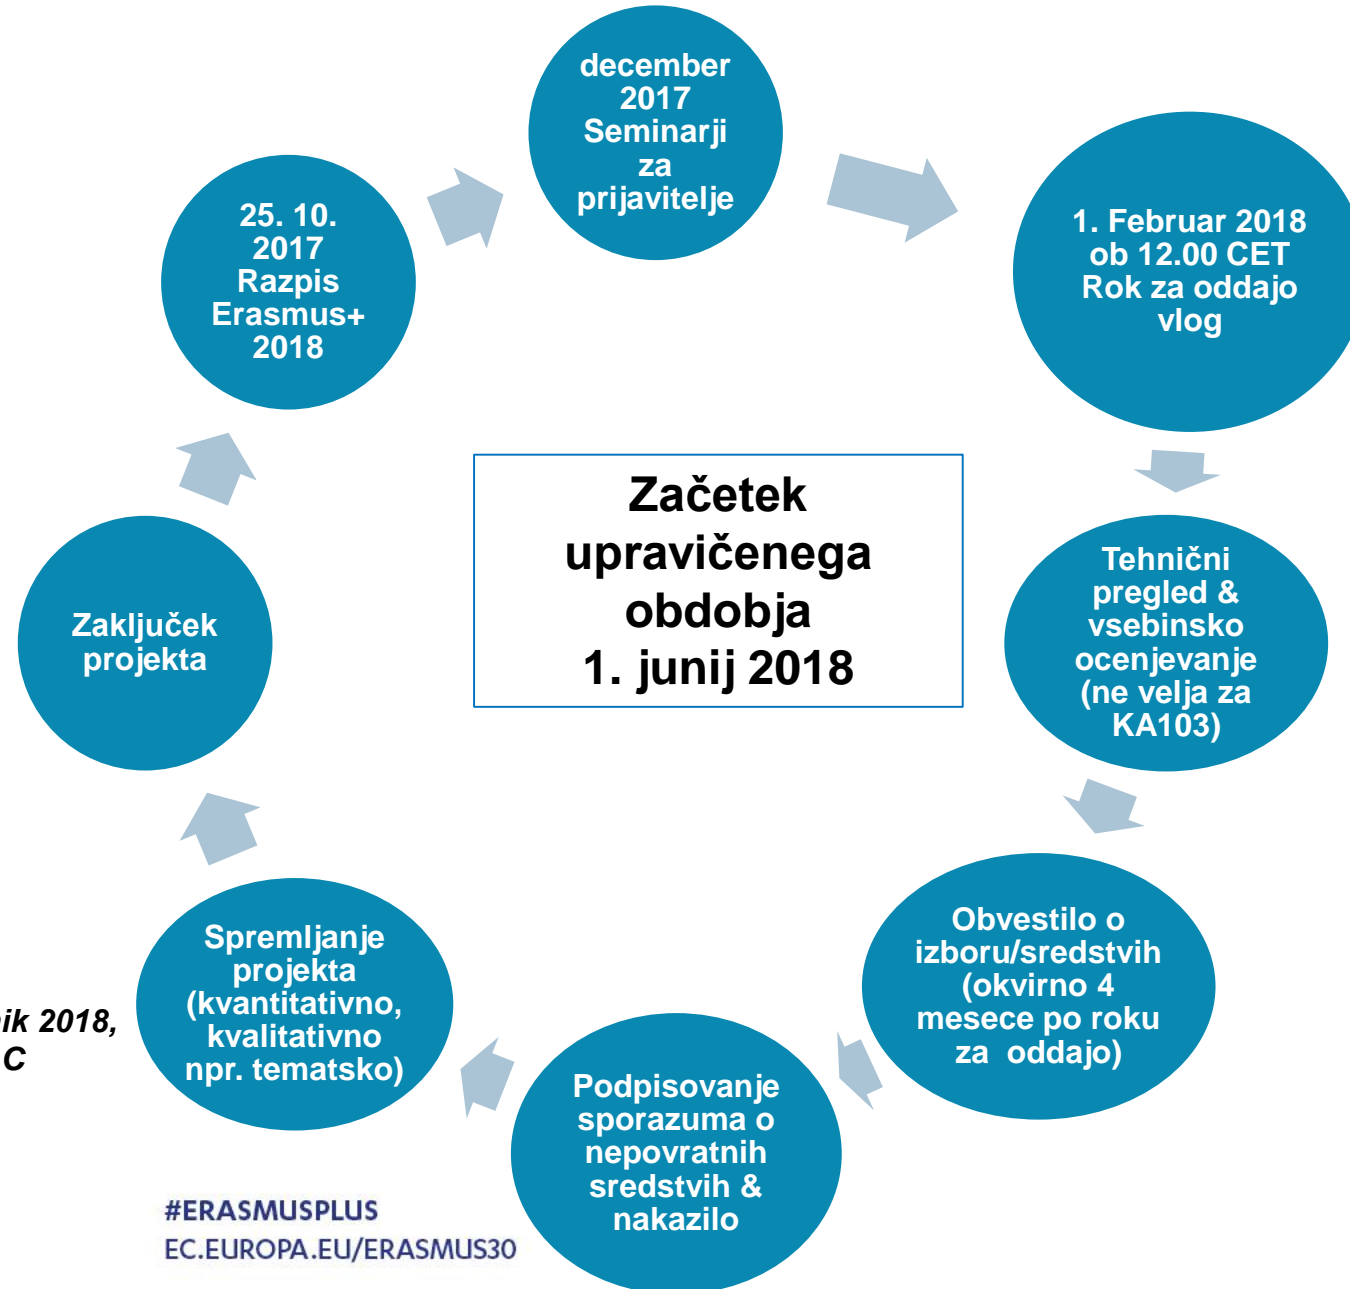 december
2017
Seminarji
za
prijavitelje
1. Februar 2018
ob 12.00 CET
Rok za oddajo
vlog
Tehnični
pregled &
vsebinsko
ocenjevanje
(ne velja za
KA103)
Obvestilo o
izboru/sredstvih
(okvirno 4
mesece po roku
za oddajo)
Podpisovanje
sporazuma o
nepovratnih
sredstvih &
nakazilo
Spremljanje
projekta
(kvantitativno,
kvalitativno
npr. tematsko)
Zaključek
projekta
25. 10.
2017
Razpis
Erasmus+
2018
Začetek
upravičenega
obdobja
1. junij 2018
2018,
C
#ERASMUSPLUS
EC.EUROPA.EU/ERASMUS30